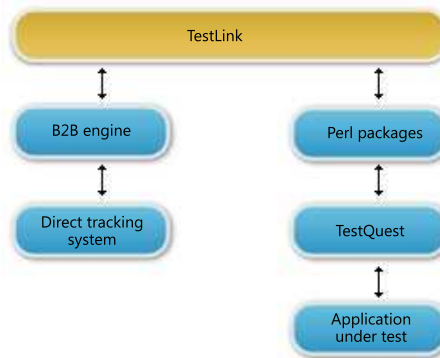 TestLink
B2B engine
Perl packages
Direct tracking
system
TestQuest
Application
under test